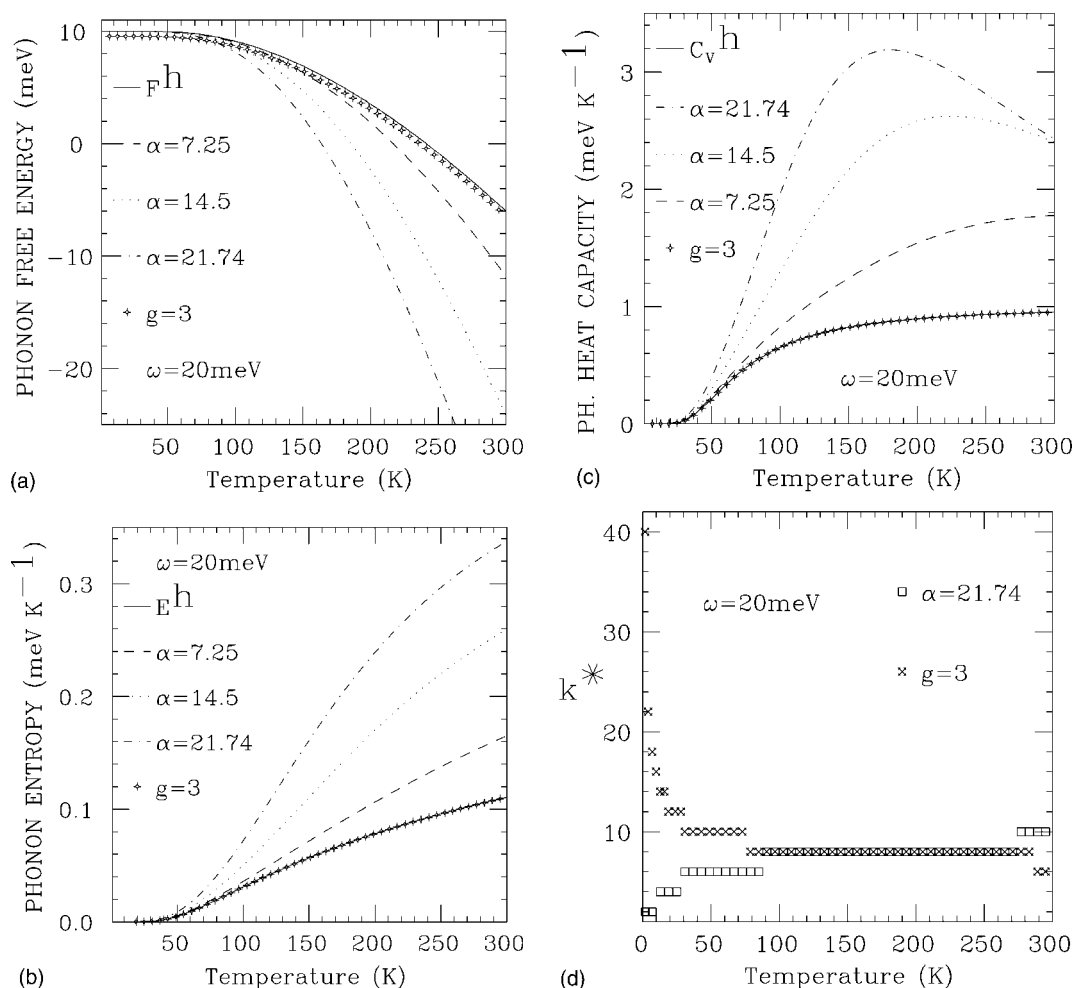 PHONON FREE ENERGY (meV)
10
0
−10
−20
F^h
α=7.25
α=14.5
α=21.74
g=3
ω=20meV
50 100 150 200 250 300
Temperature (K)
(a)
PH. HEAT CAPACITY (meV K⁻¹)
3
2
1
0
C_v^h
α=21.74
α=14.5
α=7.25
g=3
ω=20meV
50 100 150 200 250 300
Temperature (K)
(c)
PHONON ENTROPY (meV K⁻¹)
0.3
0.2
0.1
0.0
ω=20meV
E^h
α=7.25
α=14.5
α=21.74
g=3
50 100 150 200 250 300
Temperature (K)
(b)
k*
40
30
20
10
ω=20meV
α=21.74
g=3
0 50 100 150 200 250 300
Temperature (K)
(d)